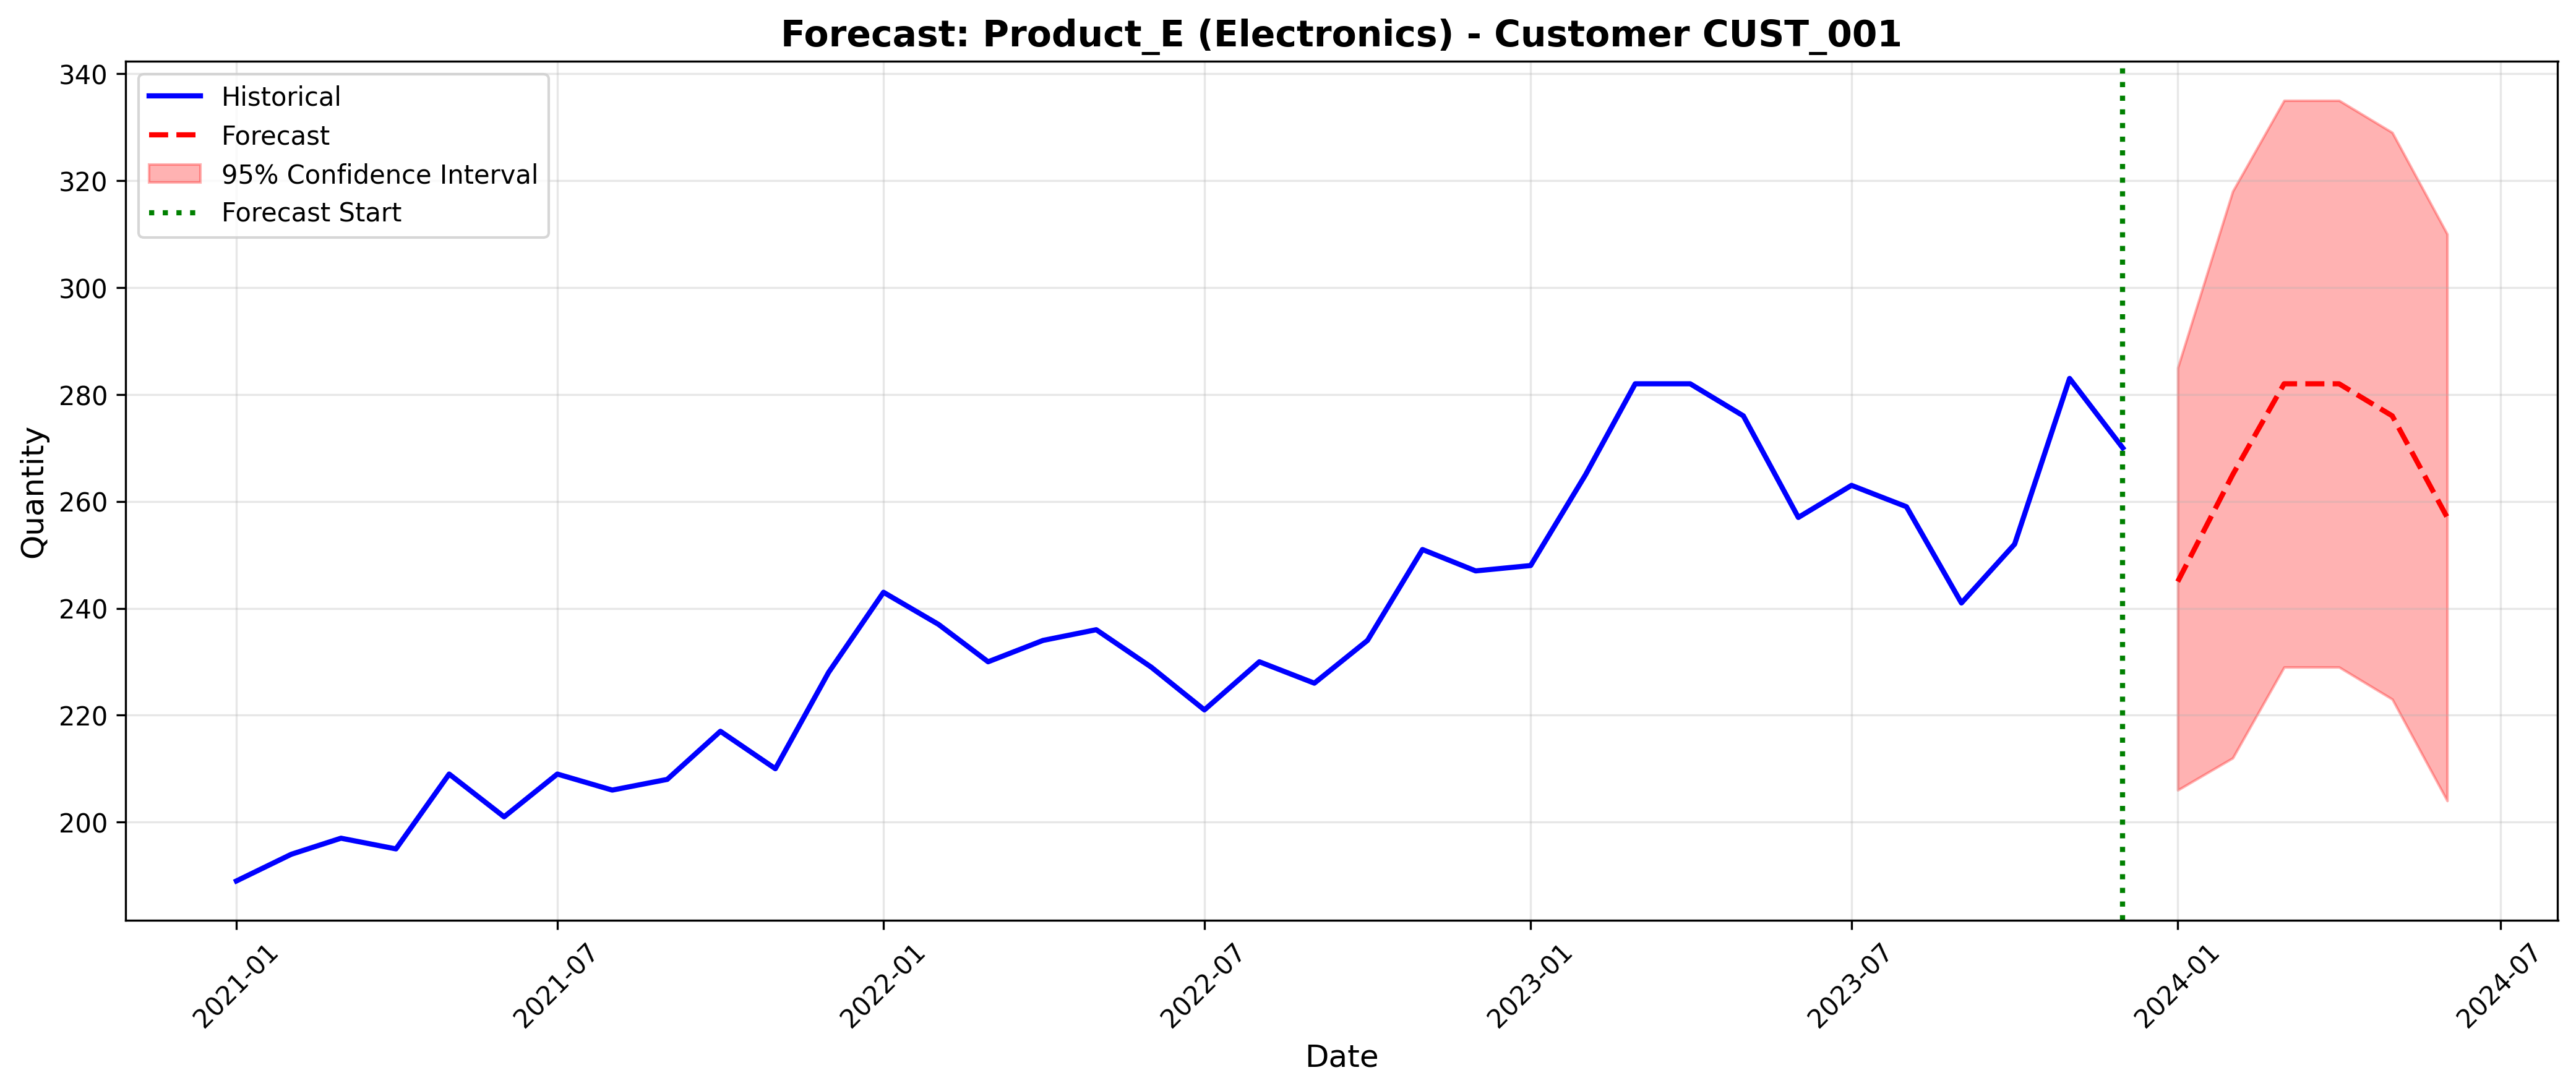 Forecast: Product_E (Electronics) - Customer CUST_001
Historical
Forecast
95% Confidence Interval
Forecast Start
Quantity
340
320
300
280
260
240
220
200
2021-01
2021-07
2022-01
2022-07
2023-01
2023-07
2024-01
2024-07
Date